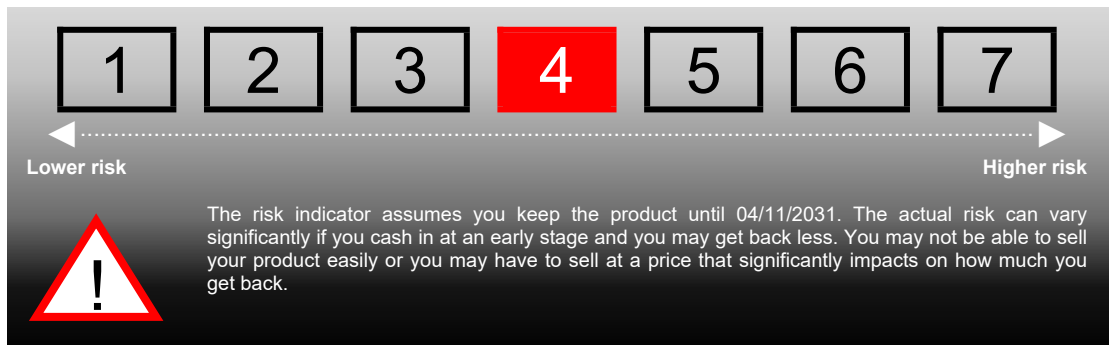 1 2 3 4 5 6 7
Lower risk Higher risk
The risk indicator assumes you keep the product until 04/11/2031. The actual risk can vary
significantly if you cash in at an early stage and you may get back less. You may not be able to sell
your product easily or you may have to sell at a price that significantly impacts on how much you
get back.
!